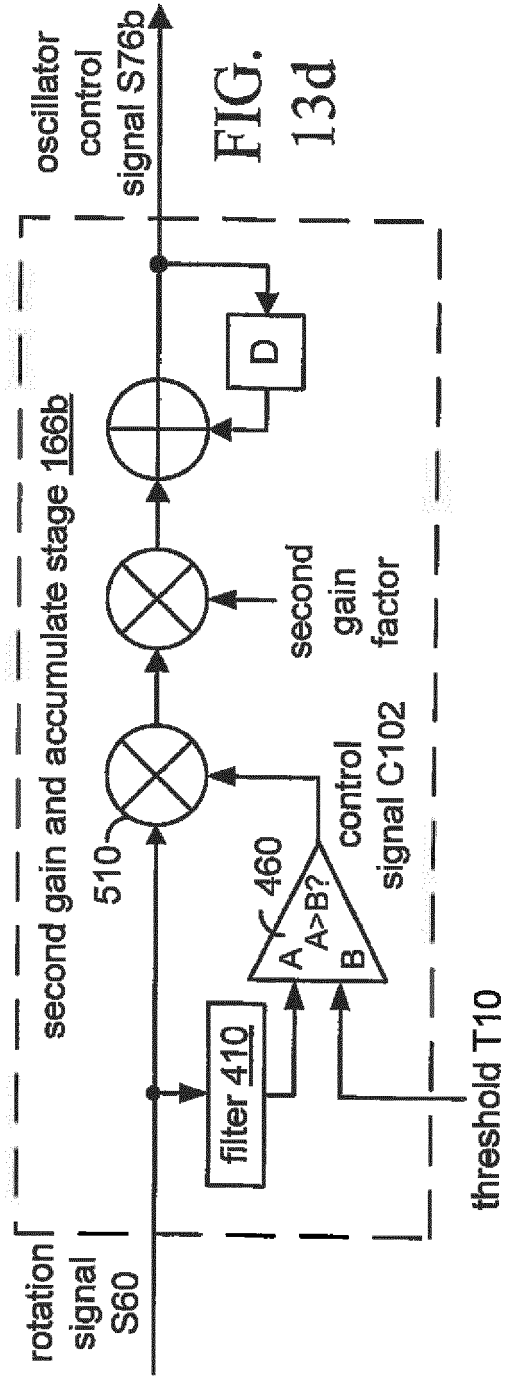 second gain and accumulate stage 166b
rotation
signal
S60
510
oscillator
control
signal S76b
filter 410
A
A>B?
B
460
control
signal C102
second
gain
factor
D
threshold T10
FIG.
13d